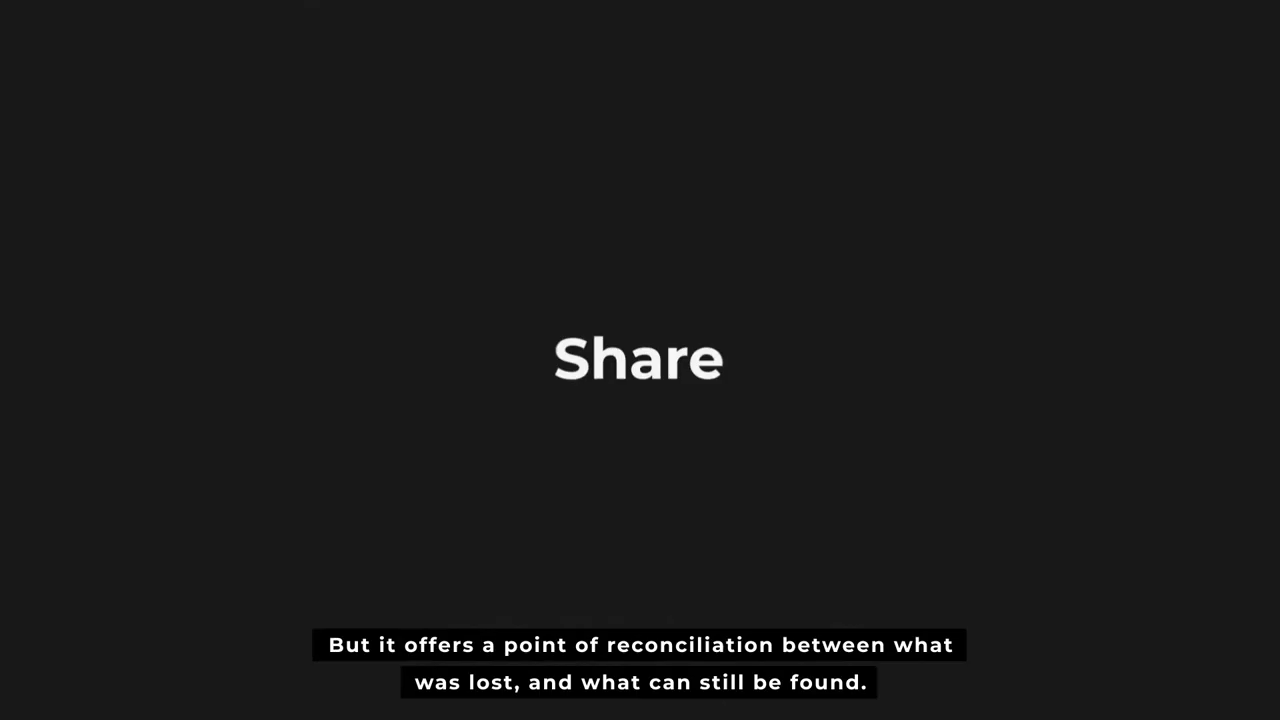 Share
But it offers a point of reconciliation between what
was lost, and what can still be found.